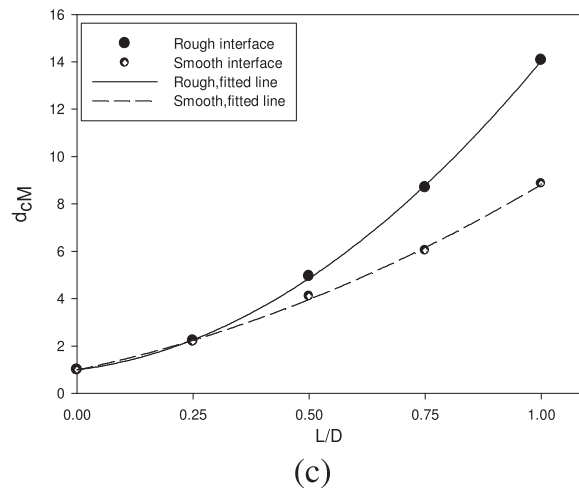 16
14
12
10
8
6
4
2
0
dcM
Rough interface
Smooth interface
Rough,fitted line
Smooth,fitted line
0.00 0.25 0.50 0.75 1.00
L/D
(c)